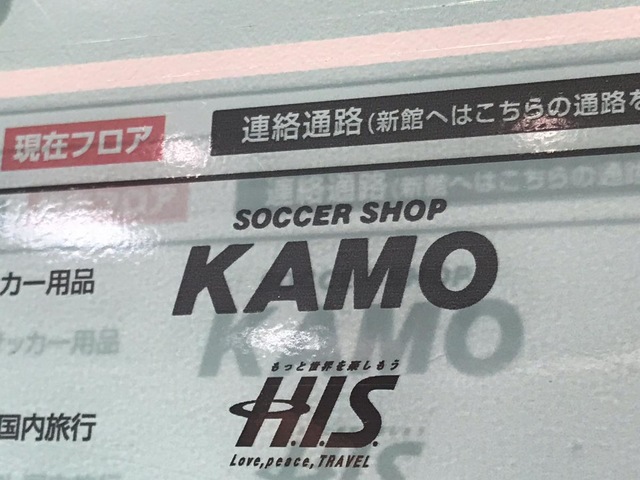 現在フロア
連絡通路(新館へはこちらの通路を
SOCCER SHOP
KAMO
カー用品
もっと世界を楽しもう
H.I.S.
国内旅行
Love,peace,TRAVEL